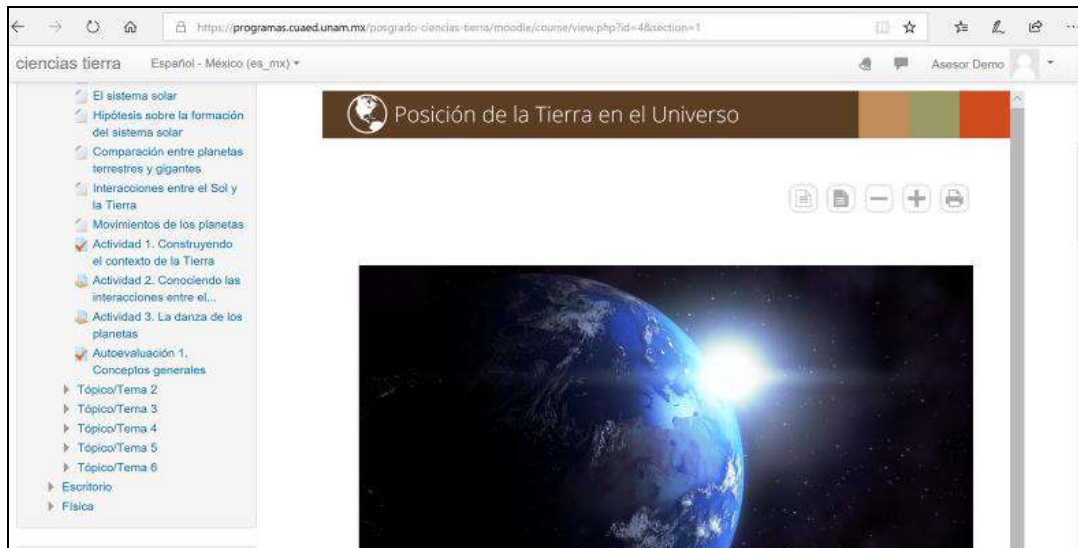 https://programas.cuaed.unam.mx/posgrado-ciencias-tierra/moodle/course/view.php?id=4&section=1
ciencias tierra
Español - México (es_mx)
Asesor Demo
El sistema solar
Hipótesis sobre la formación
del sistema solar
Comparación entre planetas
terrestres y gigantes
Interacciones entre el Sol y
la Tierra
Movimientos de los planetas
Actividad 1. Construyendo
el contexto de la Tierra
Actividad 2. Conociendo las
interacciones entre el...
Actividad 3. La danza de los
planetas
Autoevaluación 1.
Conceptos generales
Tópico/Tema 2
Tópico/Tema 3
Tópico/Tema 4
Tópico/Tema 5
Tópico/Tema 6
Escritorio
Física
Posición de la Tierra en el Universo